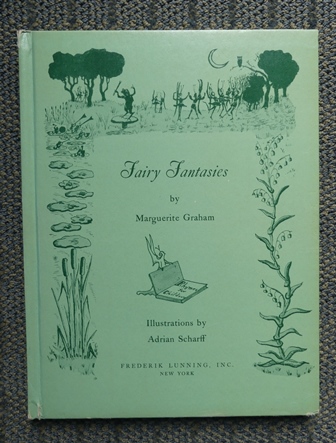 Fairy Fantasies
by
Marguerite Graham
Illustrations by
Adrian Scharff
FREDERIK LUNNING, INC.
NEW YORK